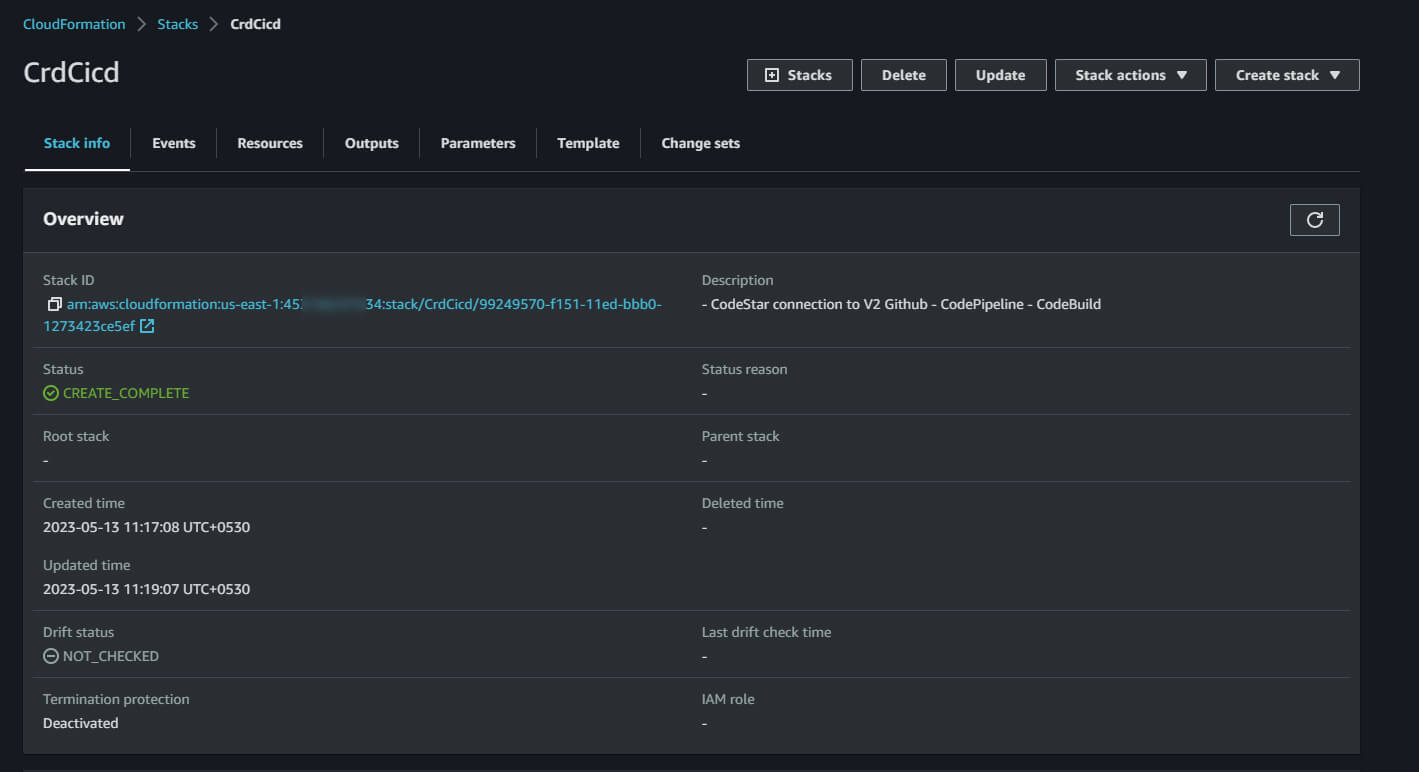 CloudFormation > Stacks > CrdCicd
CrdCicd
Stacks Delete Update Stack actions Create stack
Stack info Events Resources Outputs Parameters Template Change sets
Overview
Stack ID
arn:aws:cloudformation:us-east-1:45 34:stack/CrdCicd/99249570-f151-11ed-bbb0-
1273423ce5ef
Description
- CodeStar connection to V2 Github - CodePipeline - CodeBuild
Status
CREATE_COMPLETE
Status reason
-
Root stack
-
Parent stack
-
Created time
2023-05-13 11:17:08 UTC+0530
Deleted time
-
Updated time
2023-05-13 11:19:07 UTC+0530
Drift status
NOT_CHECKED
Last drift check time
-
Termination protection
Deactivated
IAM role
-